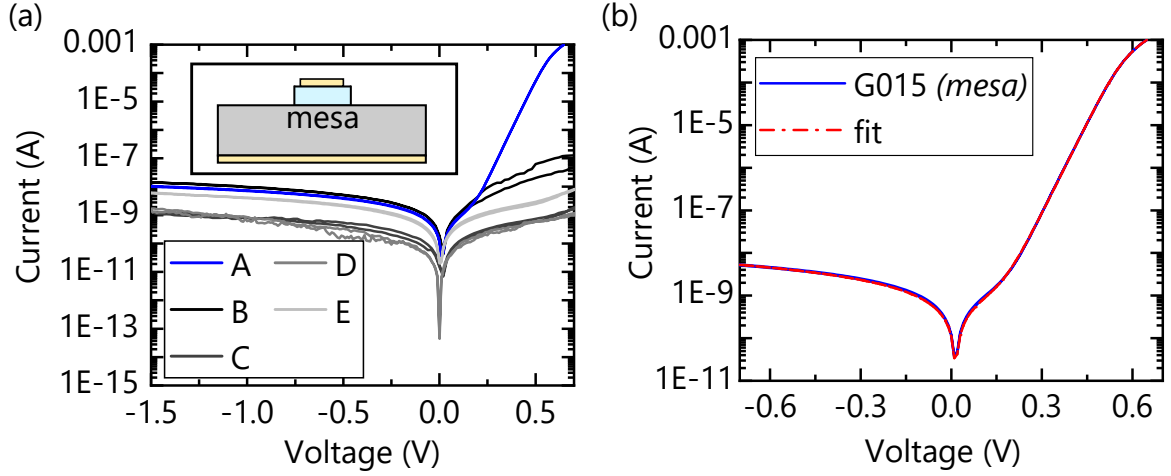 (a)
Current (A)
0.001
1E-5
1E-7
1E-9
1E-11
1E-13
1E-15
mesa
A
B
C
D
E
-1.5
-1.0
-0.5
0.0
0.5
Voltage (V)
(b)
Current (A)
0.001
1E-5
1E-7
1E-9
1E-11
G015 (mesa)
fit
-0.6
-0.3
0.0
0.3
0.6
Voltage (V)